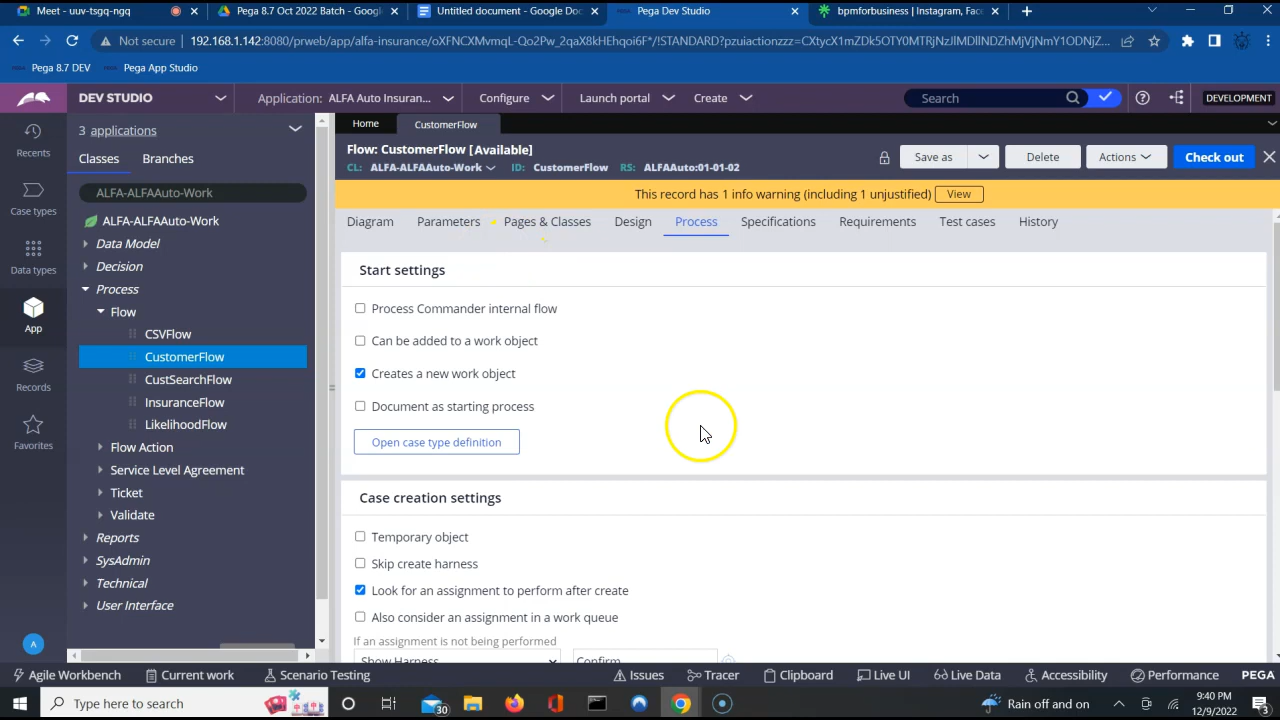 Meet - uuv-tsgq-nqq
Pega 8.7 Oct 2022 Batch - Googl
Untitled document - Google Doc
Pega Dev Studio
bpmforbusiness | Instagram, Face
Not secure
192.168.1.142:8080/prweb/app/alfa-insurance/
Pega 8.7 DEV
Pega App Studio
DEV STUDIO
Application: ALFA Auto Insuran...
Configure
Launch portal
Create
Search
DEVELOPMENT
3 applications
Home
CustomerFlow
Recents
Classes
Branches
Flow: CustomerFlow [Available]
CL: ALFA-ALFAAuto-Work
ID: CustomerFlow
RS: ALFAAuto:01-01-02
Save as
Delete
Actions
Check out
ALFA-ALFAAuto-Work
This record has 1 info warning (including 1 unjustified)
View
Case types
ALFA-ALFAAuto-Work
Diagram
Parameters
Pages & Classes
Design
Process
Specifications
Requirements
Test cases
History
Data Model
Data types
Decision
Start settings
Process
Process Commander internal flow
Flow
App
CSVFlow
Can be added to a work object
CustomerFlow
Creates a new work object
Records
CustSearchFlow
InsuranceFlow
Document as starting process
LikelihoodFlow
Favorites
Flow Action
Open case type definition
Service Level Agreement
Ticket
Case creation settings
Validate
Reports
Temporary object
SysAdmin
Skip create harness
Technical
Look for an assignment to perform after create
User Interface
Also consider an assignment in a work queue
If an assignment is not being performed
A
Show Harness
Confirm
Agile Workbench
Current work
Scenario Testing
Issues
Tracer
Clipboard
Live UI
Live Data
Accessibility
Performance
PEGA
Type here to search
30
Rain off and on
9:40 PM
12/9/2022
3